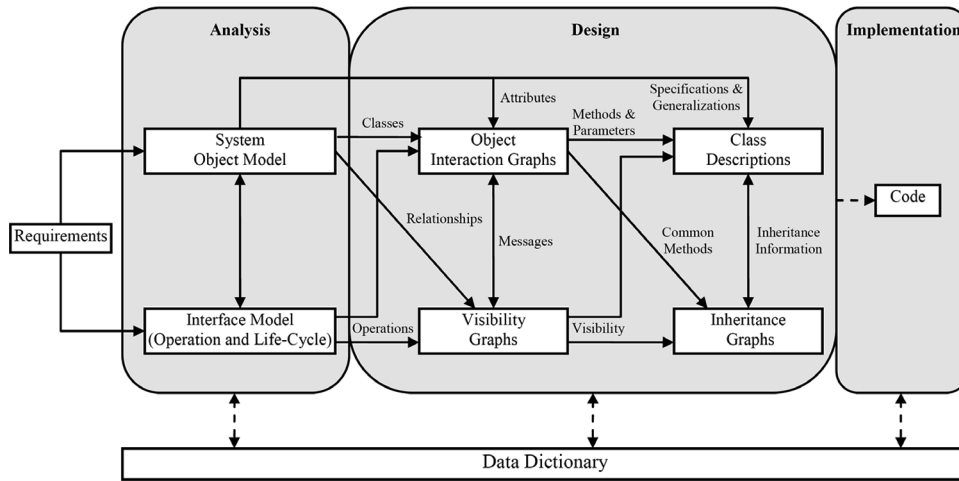 Analysis
Design
Implementation
Attributes
Specifications &
Generalizations
Classes
Methods &
Parameters
System
Object Model
Object
Interaction Graphs
Class
Descriptions
Code
Requirements
Relationships
Messages
Common
Methods
Inheritance
Information
Interface Model
(Operation and Life-Cycle)
Operations
Visibility
Graphs
Visibility
Inheritance
Graphs
Data Dictionary